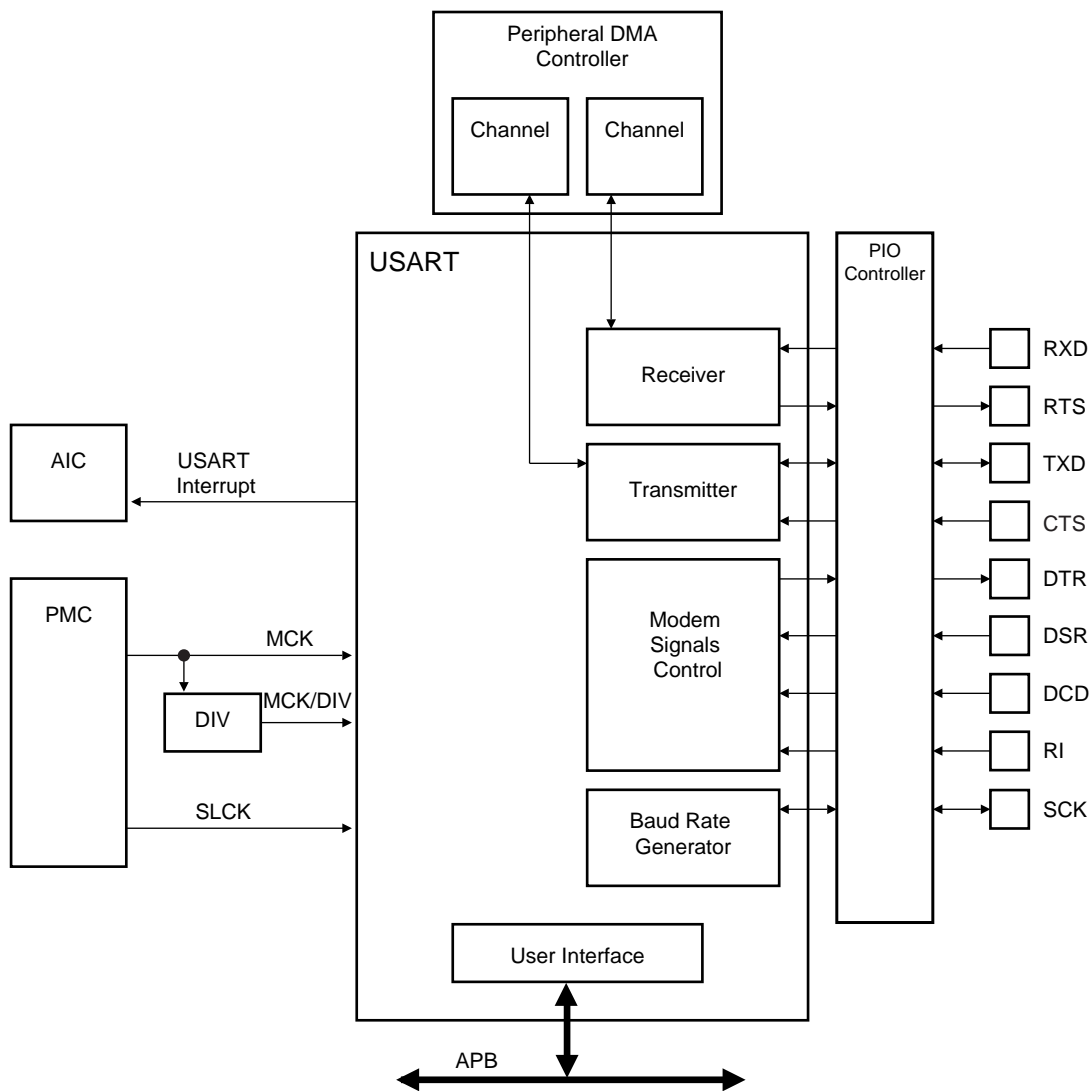 Peripheral DMA
Controller
Channel
Channel
USART
PIO
Controller
Receiver
RXD
RTS
AIC
USART
Interrupt
Transmitter
TXD
CTS
PMC
MCK
DIV
MCK/DIV
SLCK
Modem
Signals
Control
DTR
DSR
DCD
RI
Baud Rate
Generator
SCK
User Interface
APB